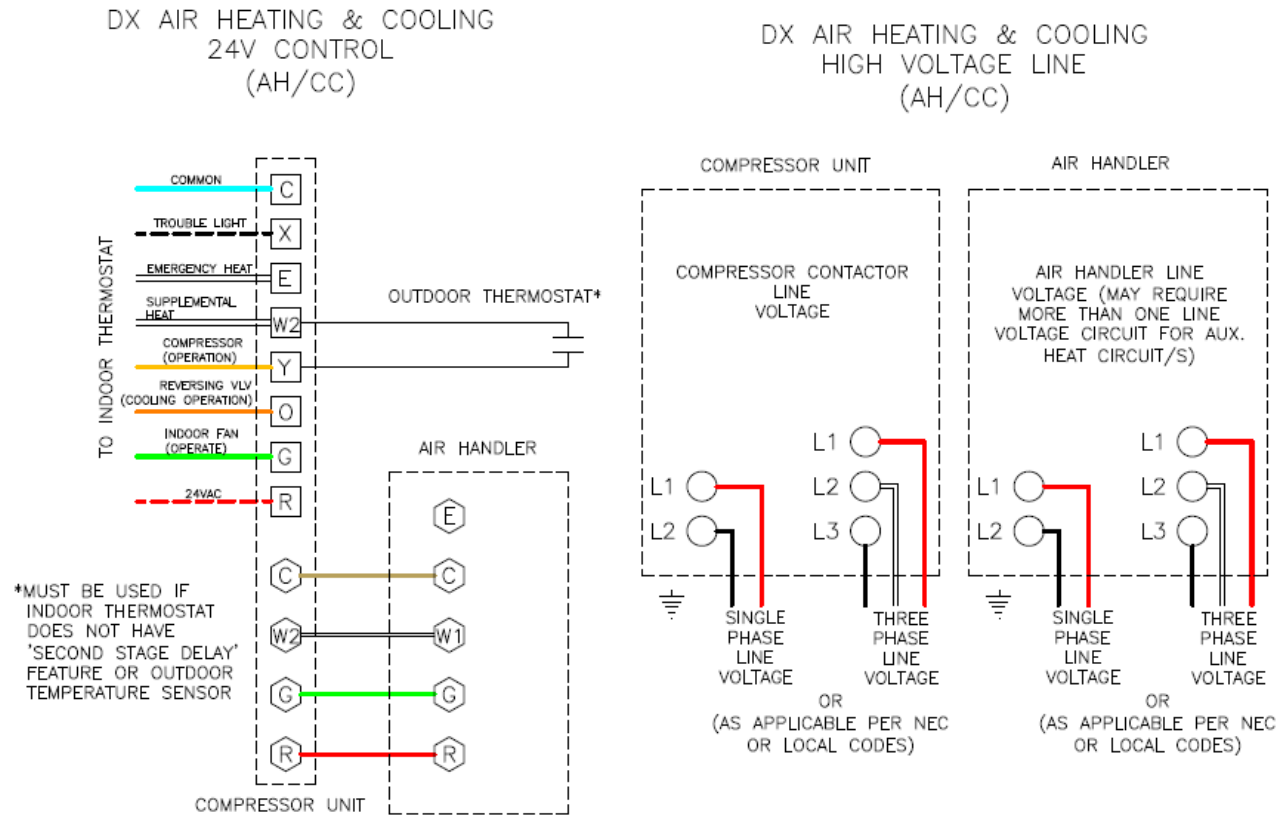 DX AIR HEATING & COOLING
24V CONTROL
(AH/CC)
COMMON
C
TROUBLE LIGHT
X
EMERGENCY HEAT
E
SUPPLEMENTAL
HEAT
W2
COMPRESSOR
(OPERATION)
Y
REVERSING VLV
(COOLING OPERATION)
O
INDOOR FAN
(OPERATE)
G
24VAC
R
TO INDOOR THERMOSTAT
OUTDOOR THERMOSTAT*
AIR HANDLER
E
C
C
W2
W1
G
G
R
R
*MUST BE USED IF
INDOOR THERMOSTAT
DOES NOT HAVE
'SECOND STAGE DELAY'
FEATURE OR OUTDOOR
TEMPERATURE SENSOR
COMPRESSOR UNIT
DX AIR HEATING & COOLING
HIGH VOLTAGE LINE
(AH/CC)
COMPRESSOR UNIT
COMPRESSOR CONTACTOR
LINE
VOLTAGE
L1
L2
L1
L2
L3
SINGLE
PHASE
LINE
VOLTAGE
THREE
PHASE
LINE
VOLTAGE
OR
(AS APPLICABLE PER NEC
OR LOCAL CODES)
AIR HANDLER
AIR HANDLER LINE
VOLTAGE (MAY REQUIRE
MORE THAN ONE LINE
VOLTAGE CIRCUIT FOR AUX.
HEAT CIRCUIT/S)
L1
L2
L1
L2
L3
SINGLE
PHASE
LINE
VOLTAGE
THREE
PHASE
LINE
VOLTAGE
OR
(AS APPLICABLE PER NEC
OR LOCAL CODES)